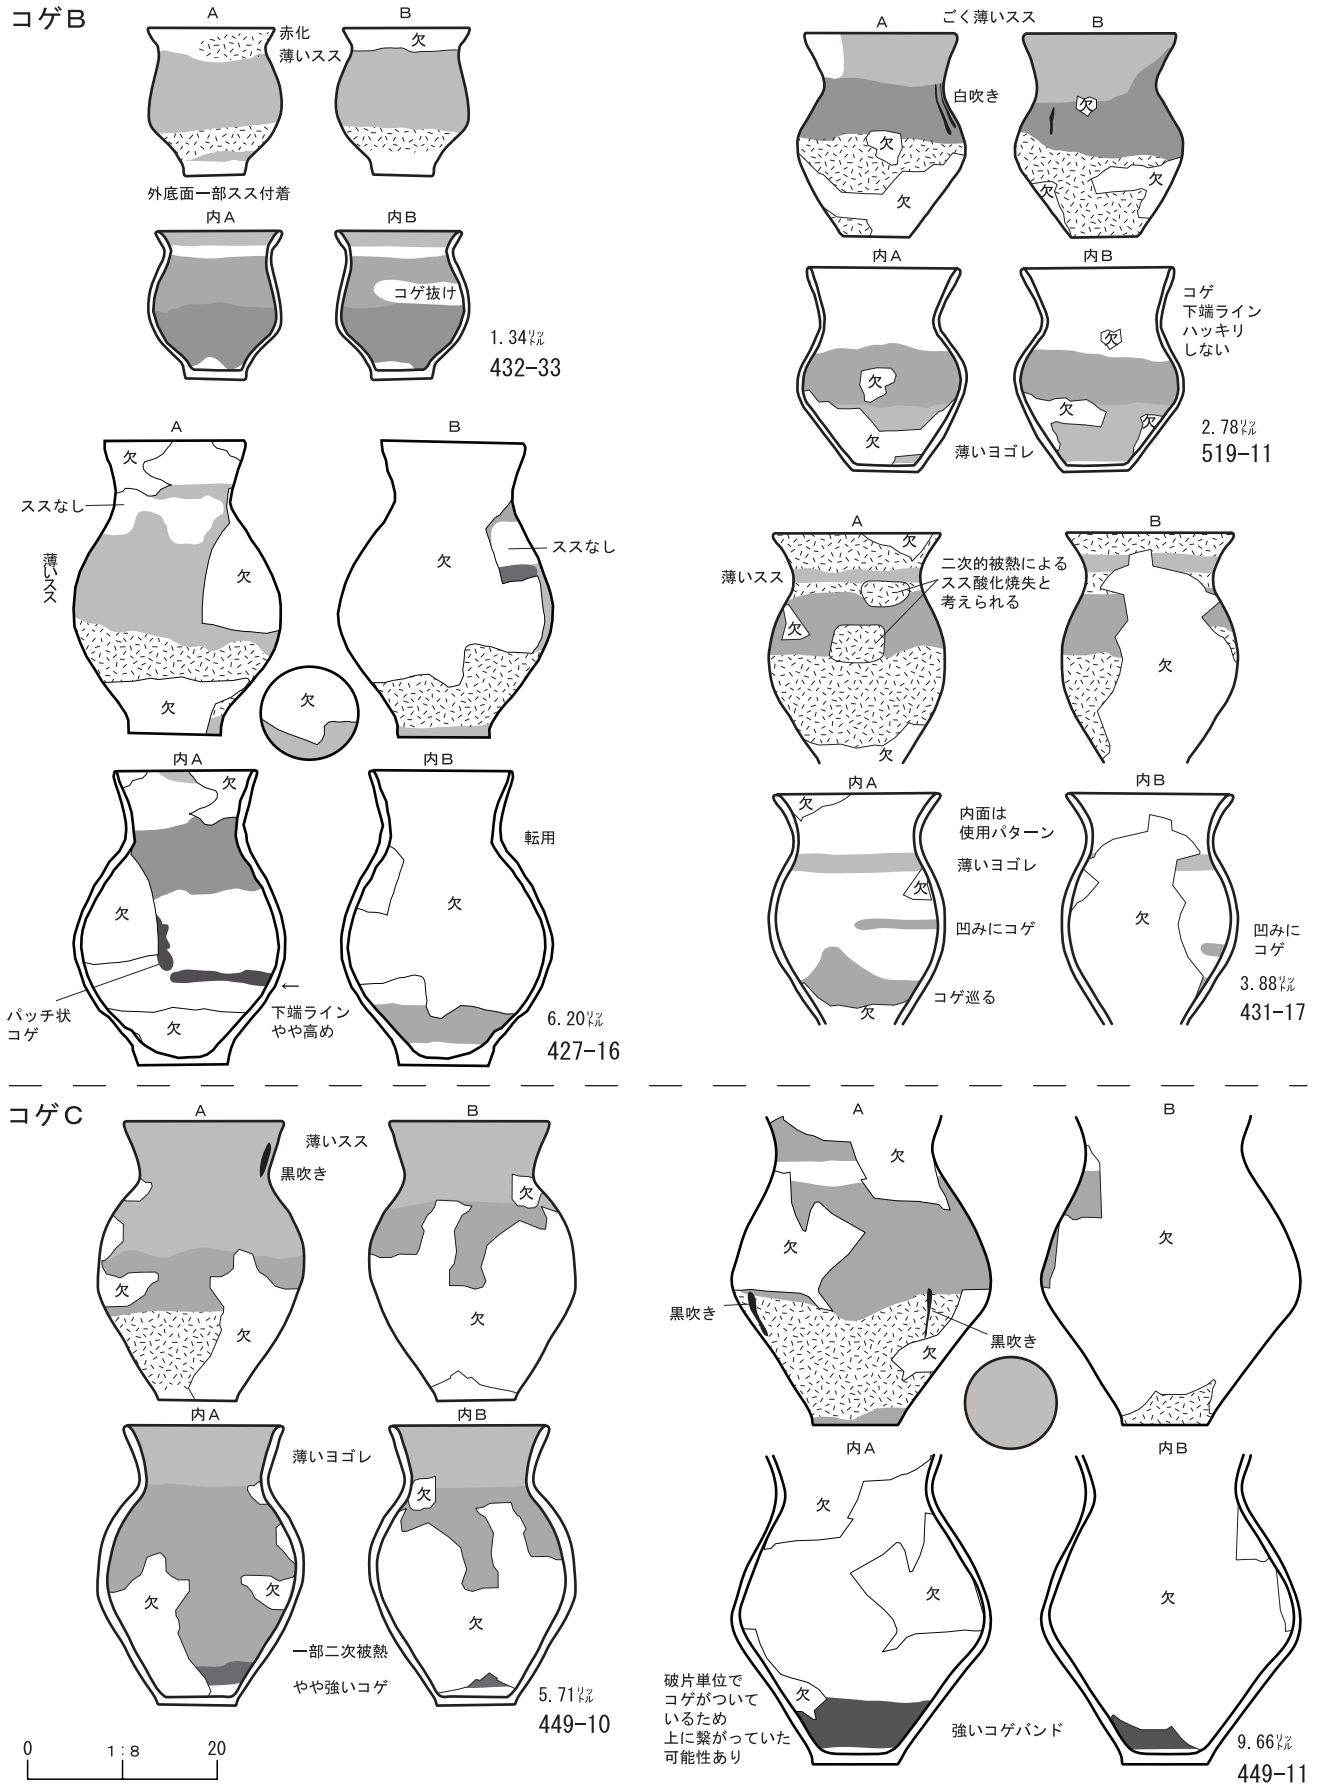 コゲB
A
B
赤化
薄いスス
欠
外底面一部スス付着
内A
内B
コゲ抜け
1.34リットル
432-33
A
ごく薄いスス
B
白吹き
欠
欠
欠
欠
欠
内A
内B
コゲ
下端ライン
ハッキリ
しない
欠
欠
欠
欠
欠
薄いヨゴレ
2.78リットル
519-11
A
B
欠
ススなし
薄いスス
欠
欠
ススなし
欠
欠
内A
内B
欠
転用
欠
欠
パッチ状
コゲ
欠
←
下端ライン
やや高め
6.20リットル
427-16
A
B
欠
薄いスス
二次的被熱による
スス酸化焼失と
考えられる
欠
欠
欠
内A
内B
欠
内面は
使用パターン
薄いヨゴレ
欠
欠
凹みにコゲ
凹みに
コゲ
コゲ巡る
欠
3.88リットル
431-17
コゲC
A
B
薄いスス
黒吹き
欠
欠
欠
欠
内A
内B
薄いヨゴレ
欠
欠
欠
欠
一部二次被熱
やや強いコゲ
5.71リットル
449-10
A
B
欠
欠
欠
黒吹き
黒吹き
欠
内A
内B
欠
欠
欠
破片単位で
コゲがついて
いるため
上に繋がっていた
可能性あり
欠
強いコゲバンド
9.66リットル
449-11
0
1:8
20